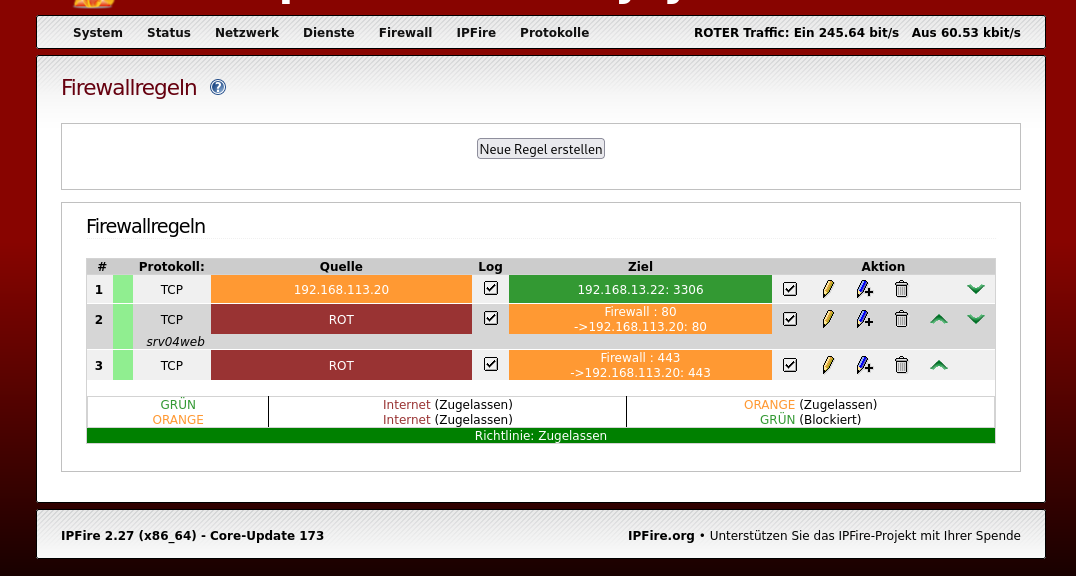 System Status Netzwerk Dienste Firewall IPFire Protokolle ROTER Traffic: Ein 245.64 bit/s Aus 60.53 kbit/s
Firewallregeln
Neue Regel erstellen
Firewallregeln
# Protokoll: Quelle Log Ziel Aktion
1 TCP 192.168.113.20 192.168.13.22: 3306
2 TCP ROT Firewall : 80
->192.168.113.20: 80
srv04web
3 TCP ROT Firewall : 443
->192.168.113.20: 443
GRÜN Internet (Zugelassen) ORANGE (Zugelassen)
ORANGE Internet (Zugelassen) GRÜN (Blockiert)
Richtlinie: Zugelassen
IPFire 2.27 (x86_64) - Core-Update 173 IPFire.org • Unterstützen Sie das IPFire-Projekt mit Ihrer Spende